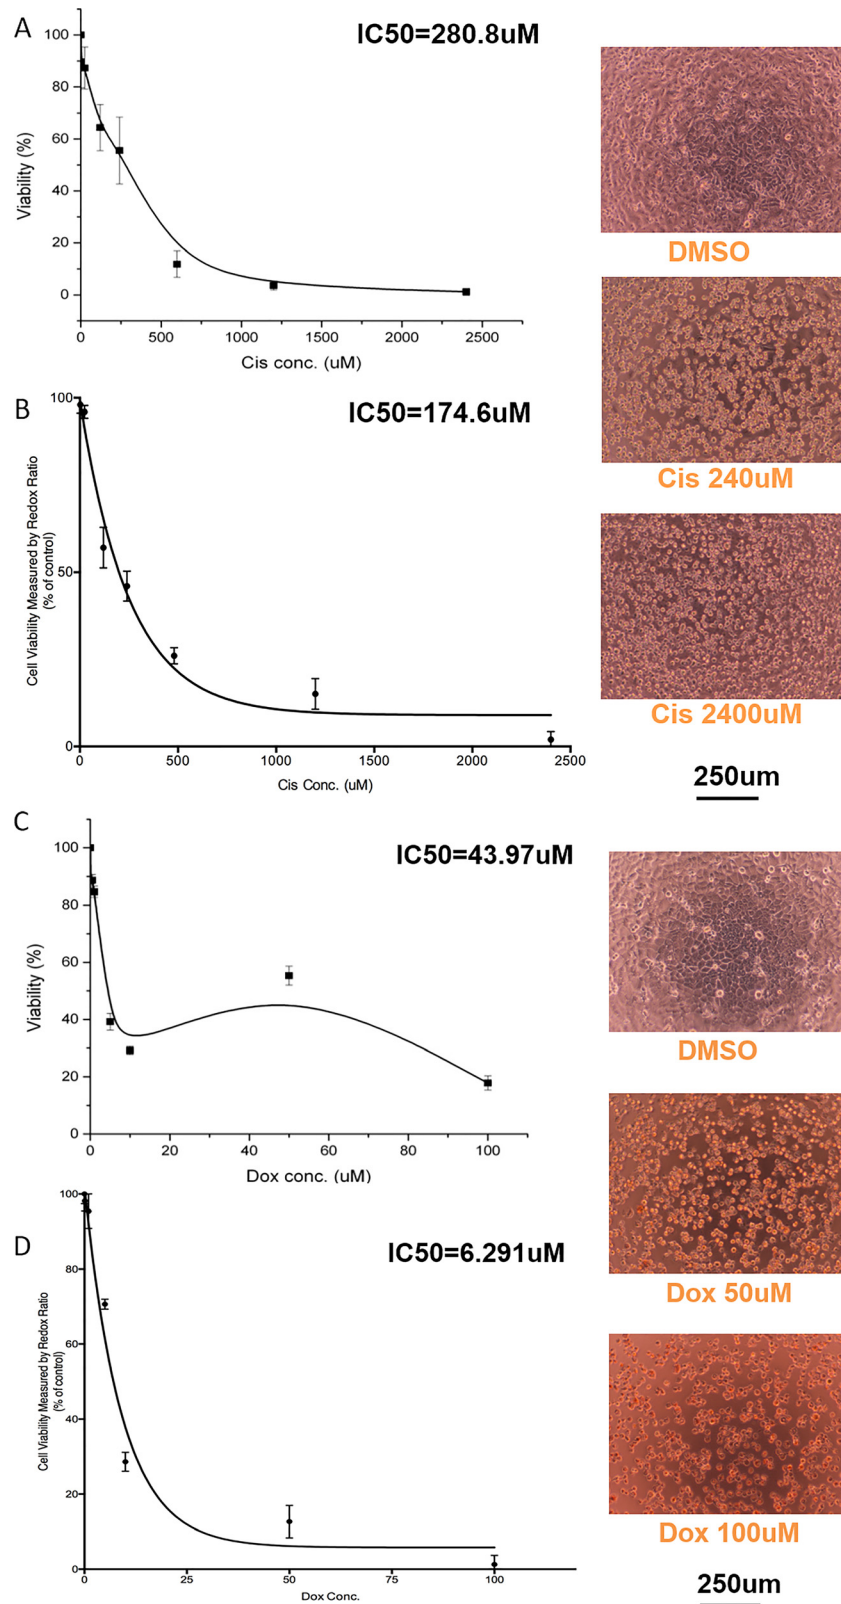 A
IC50=280.8uM
100
80
60
40
20
0
Viability (%)
0
500
1000
1500
2000
2500
Cis conc. (uM)
DMSO
Cis 240uM
Cis 2400uM
250um
B
IC50=174.6uM
100
50
0
Cell Viability Measured by Redox Ratio
(% of control)
0
500
1000
1500
2000
2500
Cis Conc. (uM)
C
IC50=43.97uM
100
80
60
40
20
0
Viability (%)
0
20
40
60
80
100
Dox conc. (uM)
DMSO
Dox 50uM
Dox 100uM
250um
D
IC50=6.291uM
100
80
60
40
20
0
Cell Viability Measured by Redox Ratio
(% of control)
0
25
50
75
100
Dox Conc.